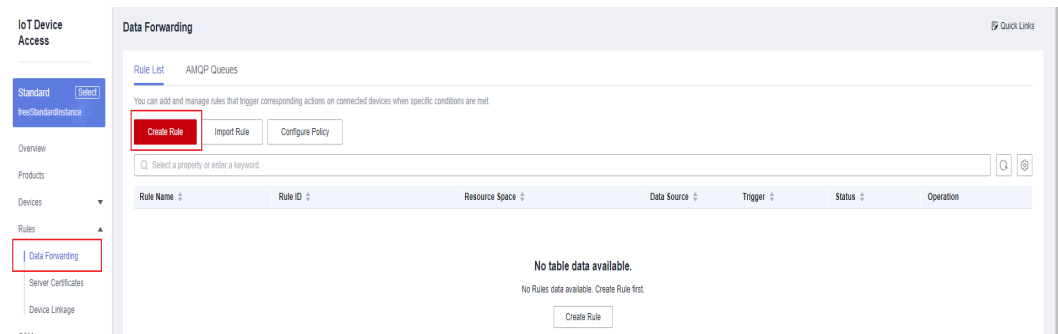 IoT Device
Access
Data Forwarding
Quick Links
Standard
Select
freeStandardInstance
Rule List
AMQP Queues
You can add and manage rules that trigger corresponding actions on connected devices when specific conditions are met.
Create Rule
Import Rule
Configure Policy
Select a property or enter a keyword.
Rule Name
Rule ID
Resource Space
Data Source
Trigger
Status
Operation
Overview
Products
Devices
Rules
Data Forwarding
Server Certificates
Device Linkage
No table data available.
No Rules data available. Create Rule first.
Create Rule